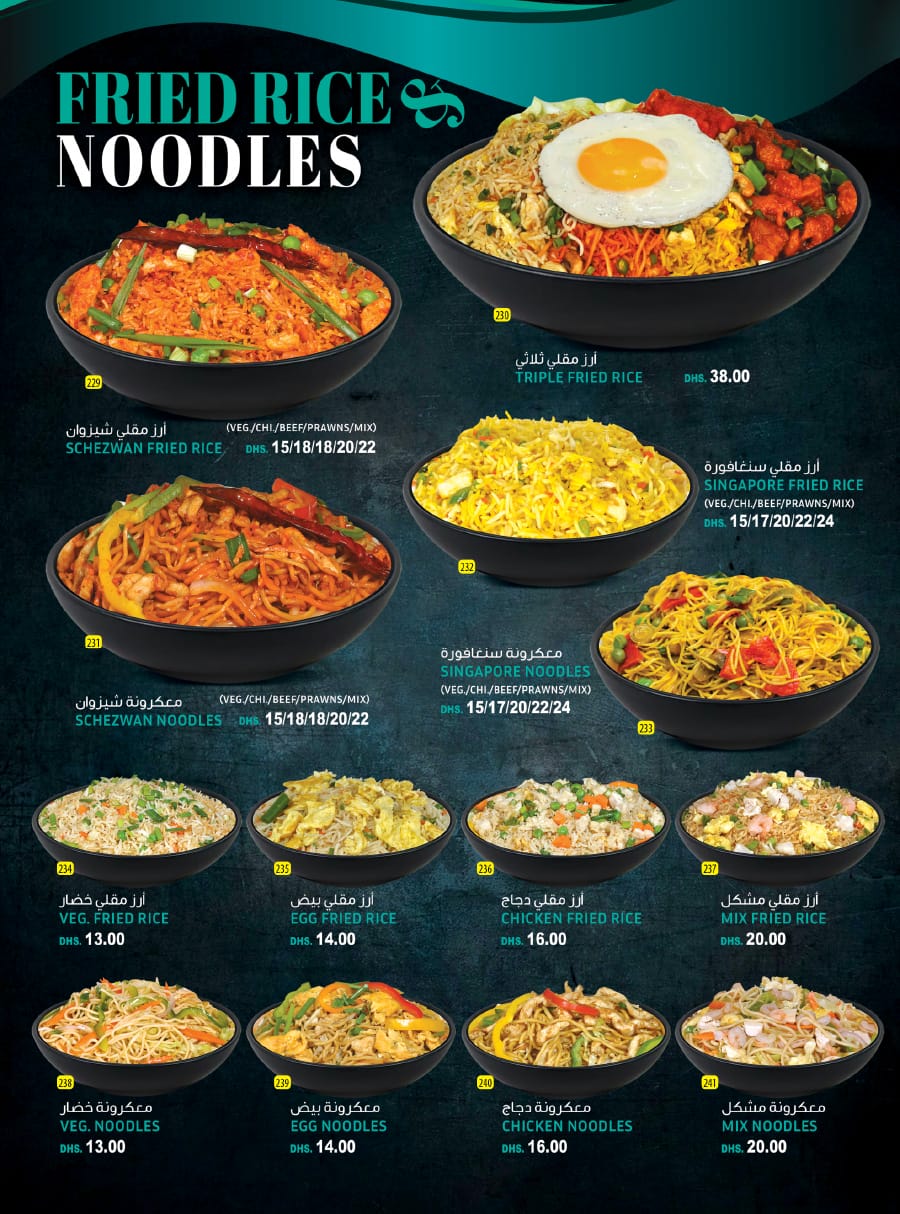 FRIED RICE &
NOODLES
230
أرز مقلي ثلاثي
TRIPLE FRIED RICE DHS. 38.00
229
أرز مقلي شيزوان (VEG./CHI./BEEF/PRAWNS/MIX)
SCHEZWAN FRIED RICE DHS. 15/18/18/20/22
232
أرز مقلي سنغافورة
SINGAPORE FRIED RICE
(VEG./CHI./BEEF/PRAWNS/MIX)
DHS. 15/17/20/22/24
231
معكرونة شيزوان (VEG./CHI./BEEF/PRAWNS/MIX)
SCHEZWAN NOODLES DHS. 15/18/18/20/22
معكرونة سنغافورة
SINGAPORE NOODLES
(VEG./CHI./BEEF/PRAWNS/MIX)
DHS. 15/17/20/22/24
233
234
أرز مقلي خضار
VEG. FRIED RICE
DHS. 13.00
235
أرز مقلي بيض
EGG FRIED RICE
DHS. 14.00
236
أرز مقلي دجاج
CHICKEN FRIED RICE
DHS. 16.00
237
أرز مقلي مشكل
MIX FRIED RICE
DHS. 20.00
238
معكرونة خضار
VEG. NOODLES
DHS. 13.00
239
معكرونة بيض
EGG NOODLES
DHS. 14.00
240
معكرونة دجاج
CHICKEN NOODLES
DHS. 16.00
241
معكرونة مشكل
MIX NOODLES
DHS. 20.00